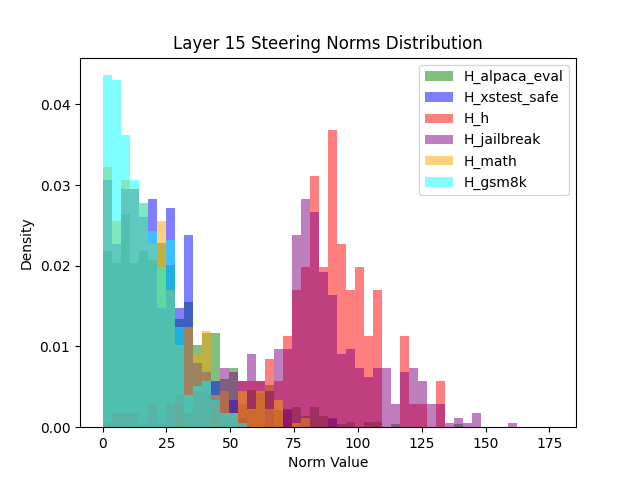 Layer 15 Steering Norms Distribution
H_alpaca_eval
H_xstest_safe
H_h
H_jailbreak
H_math
H_gsm8k
0.04
0.03
0.02
0.01
0.00
Density
0 25 50 75 100 125 150 175
Norm Value